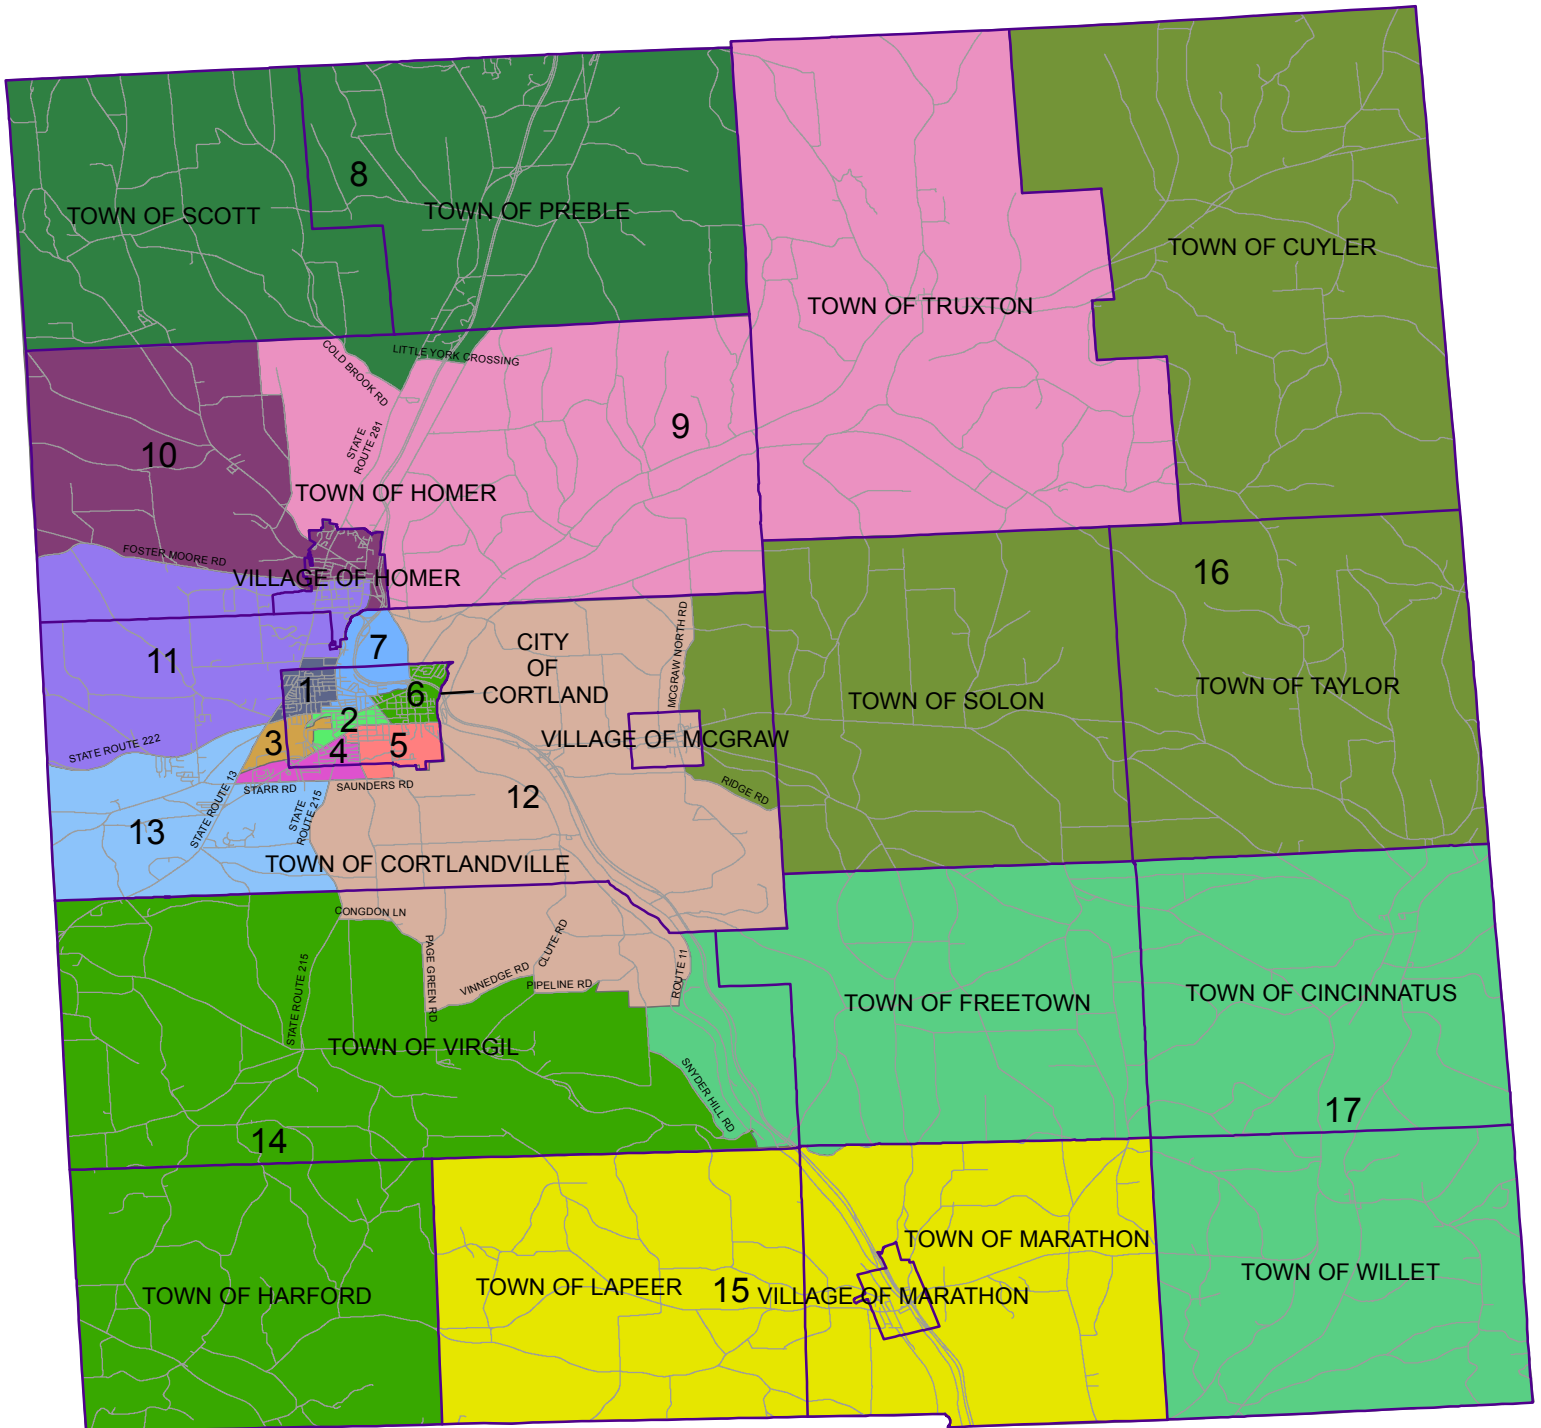 8
TOWN OF SCOTT
TOWN OF PREBLE
TOWN OF CUYLER
TOWN OF TRUXTON
COLD BROOK RD
LITTLE YORK CROSSING
9
10
STATE
ROUTE 281
TOWN OF HOMER
FOSTER MOORE RD
VILLAGE OF HOMER
16
MCGRAW NORTH RD
11
7
CITY
OF
CORTLAND
1
6
TOWN OF SOLON
TOWN OF TAYLOR
2
3
4
5
STATE ROUTE 222
VILLAGE OF MCGRAW
STARR RD
SAUNDERS RD
12
RIDGE RD
13
STATE ROUTE 13
STATE
ROUTE 215
TOWN OF CORTLANDVILLE
CONGDON LN
PAGE GREEN RD
CLUTE RD
VINNEDGE RD
PIPELINE RD
ROUTE 11
STATE ROUTE 215
TOWN OF FREETOWN
TOWN OF CINCINNATUS
TOWN OF VIRGIL
SNYDER HILL RD
17
14
TOWN OF MARATHON
TOWN OF HARFORD
TOWN OF LAPEER
15
VILLAGE OF MARATHON
TOWN OF WILLET